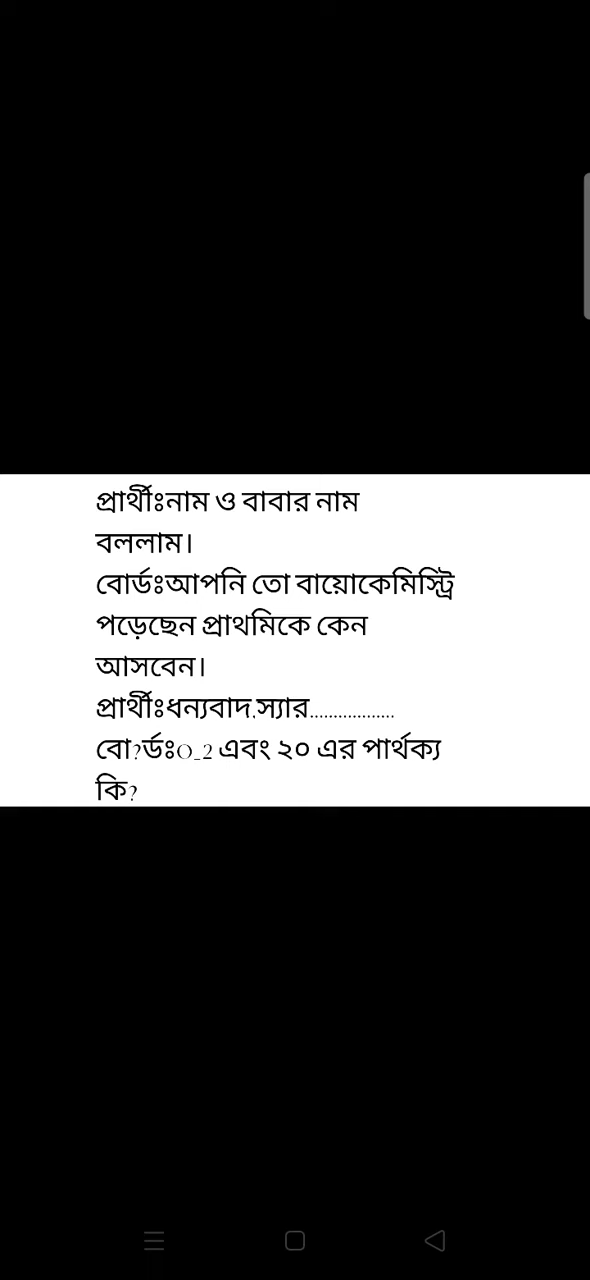 প্রার্থীঃনাম ও বাবার নাম
বললাম।
বোর্ডঃআপনি তো বায়োকেমিস্ট্রি
পড়েছেন প্রাথমিকে কেন
আসবেন।
প্রার্থীঃধন্যবাদ,স্যার..................
বো?র্ডঃO_2 এবং ২০ এর পার্থক্য
কি?